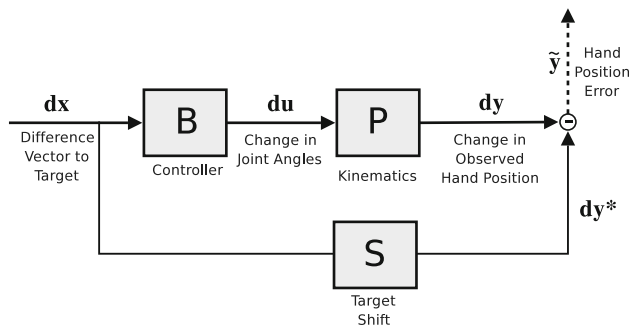 dx
Difference
Vector to
Target
B
Controller
du
Change in
Joint Angles
P
Kinematics
dy
Change in
Observed
Hand Position
ỹ
Hand
Position
Error
-
dy*
S
Target
Shift